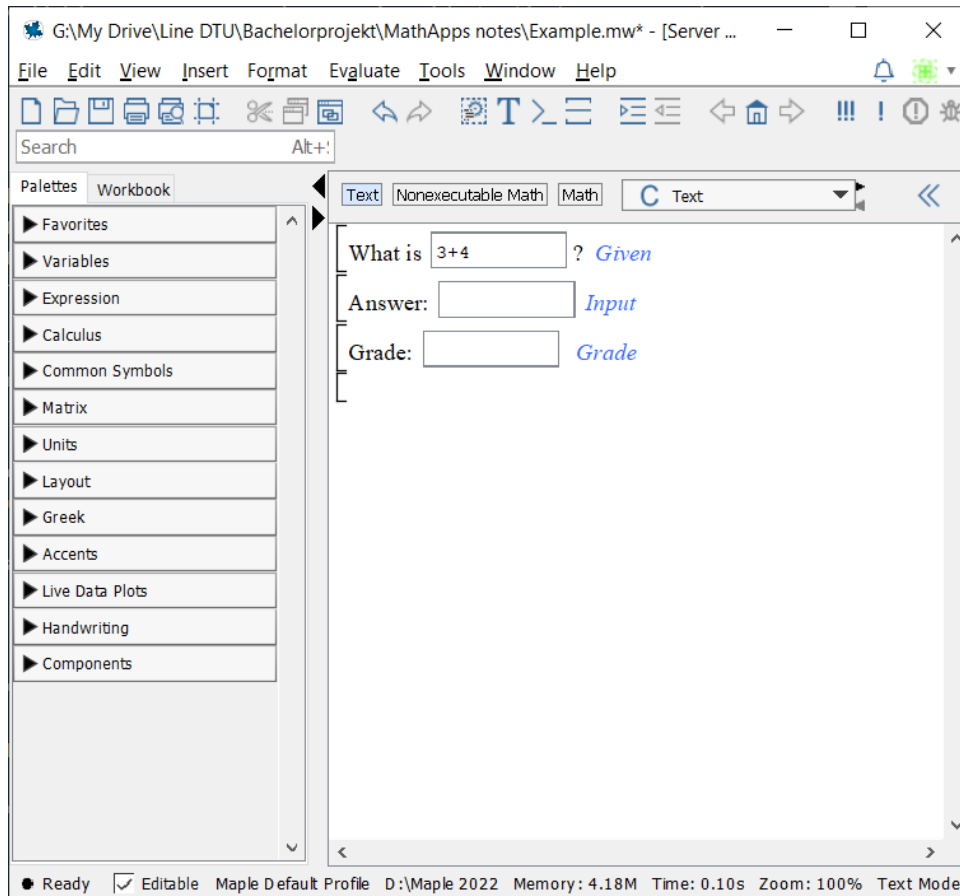 G:\My Drive\Line DTU\Bachelorprojekt\MathApps notes\Example.mw* - [Server ...
File Edit View Insert Format Evaluate Tools Window Help
Search Alt+S
Palettes Workbook
Text Nonexecutable Math Math C Text
Favorites
Variables
Expression
Calculus
Common Symbols
Matrix
Units
Layout
Greek
Accents
Live Data Plots
Handwriting
Components
What is 3+4 ? Given
Answer: Input
Grade: Grade
Ready Editable Maple Default Profile D:\Maple 2022 Memory: 4.18M Time: 0.10s Zoom: 100% Text Mode